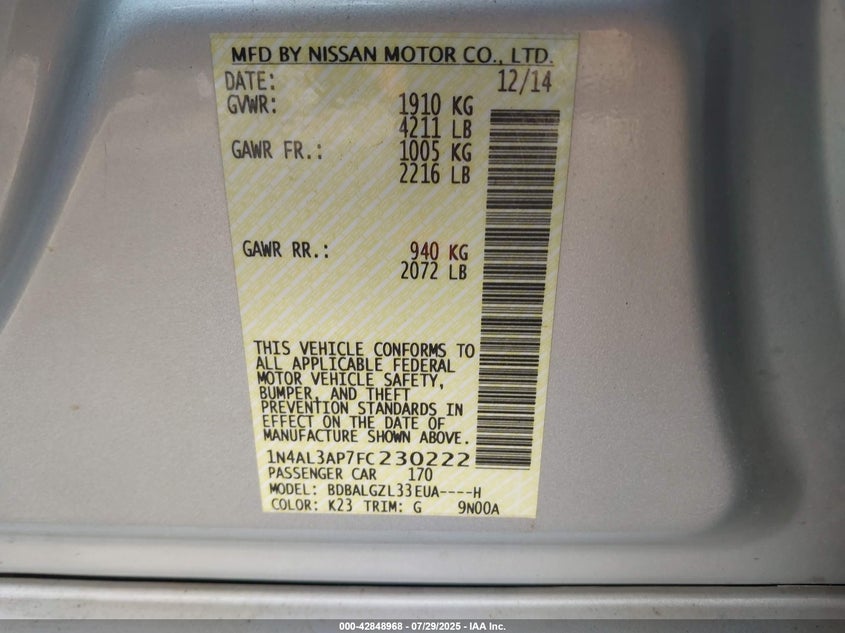 MFD BY NISSAN MOTOR CO., LTD.
DATE: 12/14
GVWR: 1910 KG
4211 LB
GAWR FR.: 1005 KG
2216 LB
GAWR RR.: 940 KG
2072 LB
THIS VEHICLE CONFORMS TO
ALL APPLICABLE FEDERAL
MOTOR VEHICLE SAFETY,
BUMPER, AND THEFT
PREVENTION STANDARDS IN
EFFECT ON THE DATE OF
MANUFACTURE SHOWN ABOVE.
1N4AL3AP7FC230222
PASSENGER CAR 170
MODEL: BDBALGZL33EUA----H
COLOR: K23 TRIM: G 9N00A
000-42848968 - 07/29/2025 - IAA Inc.